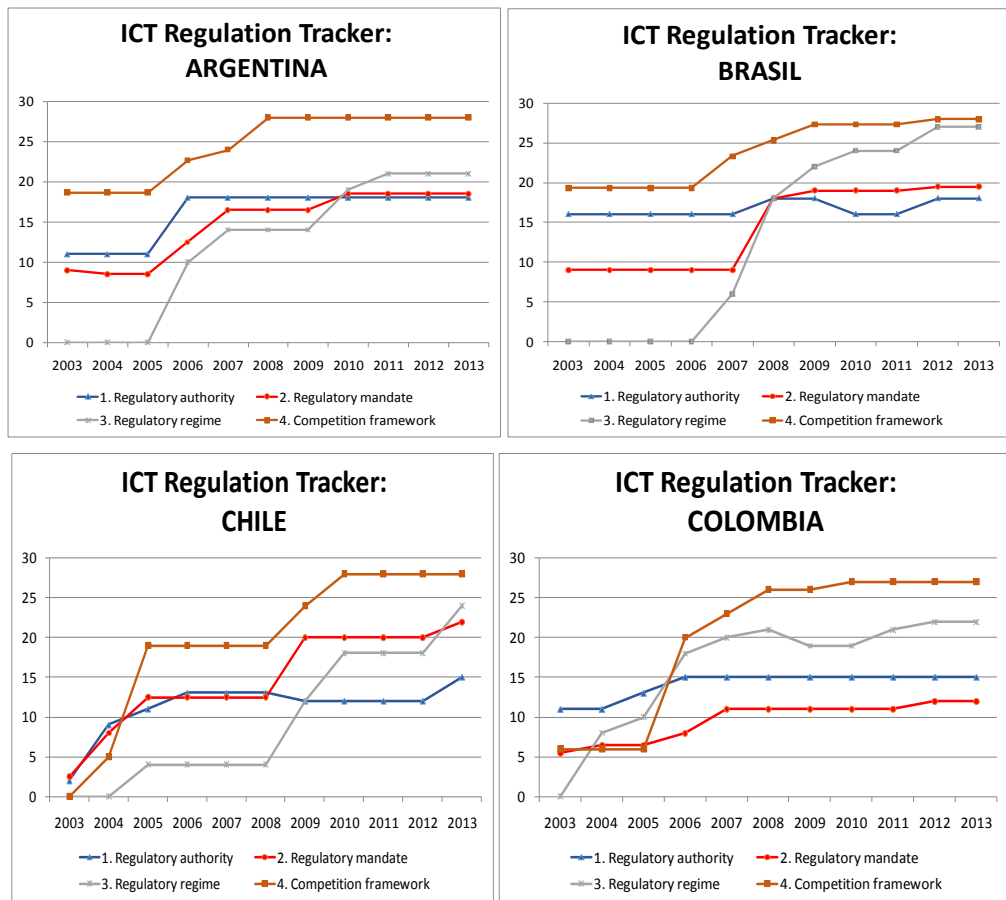 ICT Regulation Tracker:
ARGENTINA
30
25
20
15
10
5
0
2003 2004 2005 2006 2007 2008 2009 2010 2011 2012 2013
1. Regulatory authority 2. Regulatory mandate
3. Regulatory regime 4. Competition framework
ICT Regulation Tracker:
BRASIL
30
25
20
15
10
5
0
2003 2004 2005 2006 2007 2008 2009 2010 2011 2012 2013
1. Regulatory authority 2. Regulatory mandate
3. Regulatory regime 4. Competition framework
ICT Regulation Tracker:
CHILE
30
25
20
15
10
5
0
2003 2004 2005 2006 2007 2008 2009 2010 2011 2012 2013
1. Regulatory authority 2. Regulatory mandate
3. Regulatory regime 4. Competition framework
ICT Regulation Tracker:
COLOMBIA
30
25
20
15
10
5
0
2003 2004 2005 2006 2007 2008 2009 2010 2011 2012 2013
1. Regulatory authority 2. Regulatory mandate
3. Regulatory regime 4. Competition framework